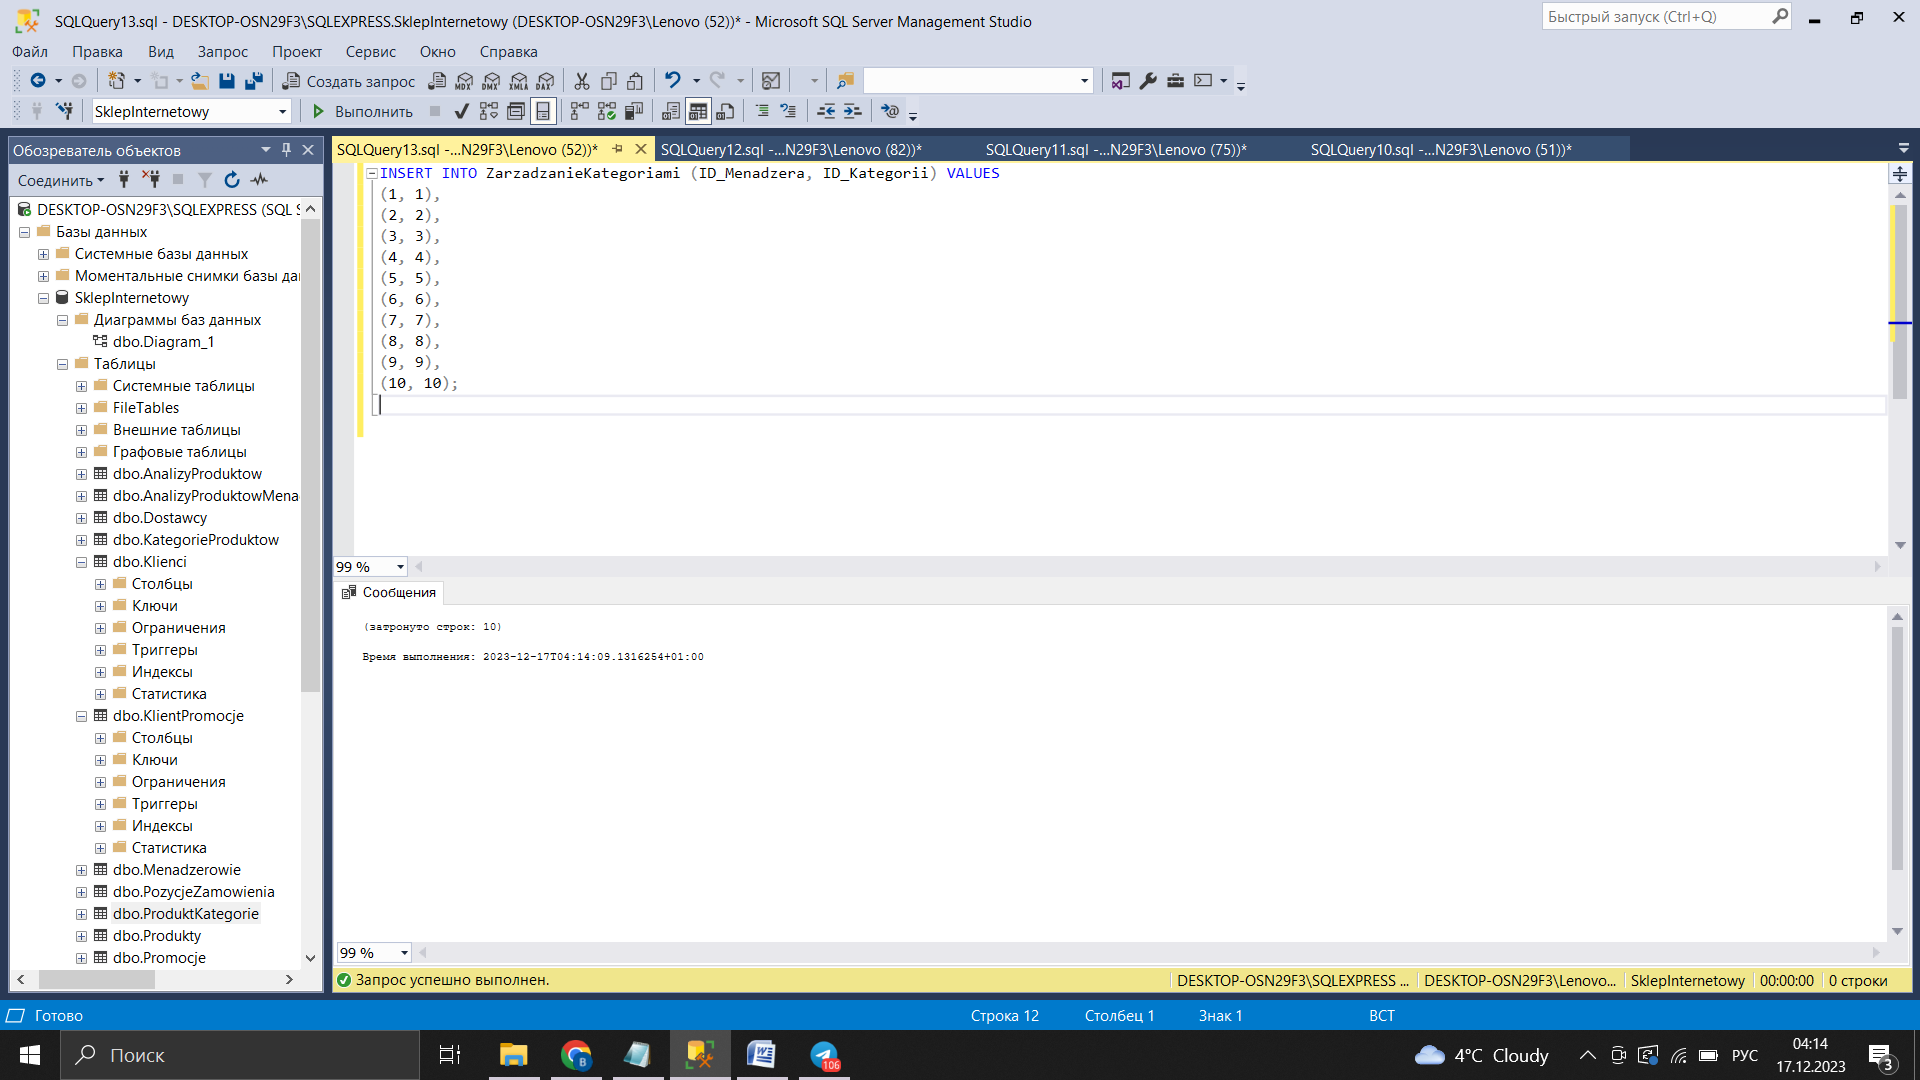 SQLQuery13.sql - DESKTOP-OSN29F3\SQLEXPRESS.SklepInternetowy (DESKTOP-OSN29F3\Lenovo (52))* - Microsoft SQL Server Management Studio
Быстрый запуск (Ctrl+Q)
Файл Правка Вид Запрос Проект Сервис Окно Справка
Создать запрос MDX DMX XMLA DAX
SklepInternetowy Выполнить
Обозреватель объектов
SQLQuery13.sql -...N29F3\Lenovo (52))* SQLQuery12.sql -...N29F3\Lenovo (82))* SQLQuery11.sql -...N29F3\Lenovo (75))* SQLQuery10.sql -...N29F3\Lenovo (51))*
Соединить
DESKTOP-OSN29F3\SQLEXPRESS (SQL S
Базы данных
Системные базы данных
Моментальные снимки базы да
SklepInternetowy
Диаграммы баз данных
dbo.Diagram_1
Таблицы
Системные таблицы
FileTables
Внешние таблицы
Графовые таблицы
dbo.AnalizyProduktow
dbo.AnalizyProduktowMena
dbo.Dostawcy
dbo.KategorieProduktow
dbo.Klienci
Столбцы
Ключи
Ограничения
Триггеры
Индексы
Статистика
dbo.KlientPromocje
Столбцы
Ключи
Ограничения
Триггеры
Индексы
Статистика
dbo.Menadzerowie
dbo.PozycjeZamowienia
dbo.ProduktKategorie
dbo.Produkty
dbo.Promocje
INSERT INTO ZarzadzanieKategoriami (ID_Menadzera, ID_Kategorii) VALUES
(1, 1),
(2, 2),
(3, 3),
(4, 4),
(5, 5),
(6, 6),
(7, 7),
(8, 8),
(9, 9),
(10, 10);
99 %
Сообщения
(затронуто строк: 10)
Время выполнения: 2023-12-17T04:14:09.1316254+01:00
99 %
Запрос успешно выполнен. DESKTOP-OSN29F3\SQLEXPRESS ... DESKTOP-OSN29F3\Lenovo... SklepInternetowy 00:00:00 0 строки
Готово Строка 12 Столбец 1 Знак 1 ВСТ
Поиск
106
4°C Cloudy
РУС
04:14
17.12.2023
3